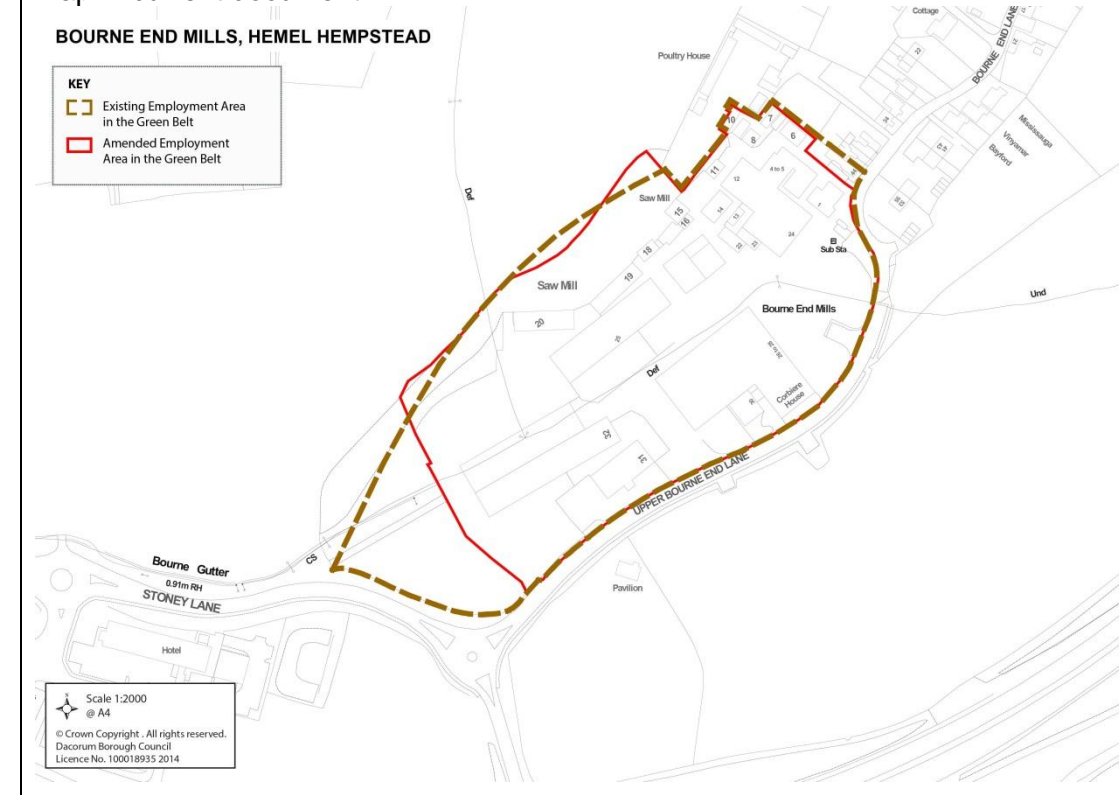 BOURNE END MILLS, HEMEL HEMPSTEAD
KEY
Existing Employment Area
in the Green Belt
Amended Employment
Area in the Green Belt
Cottage
22
BOURNE END LANE
21
Poultry House
34
Mississauga
Vinyamar
Bayford
10
7
6
8
11
12
4 to 5
1
Saw Mill
15
16
14
13
24
22
23
Sub Sta
Def
18
19
Saw Mill
20
25
Bourne End Mills
Und
Def
Corbiere
House
32
31
UPPER BOURNE END LANE
Bourne Gutter
CS
0.91m RH
STONEY LANE
Pavilion
Hotel
N
Scale 1:2000
@ A4
© Crown Copyright . All rights reserved.
Dacorum Borough Council
Licence No. 100018935 2014